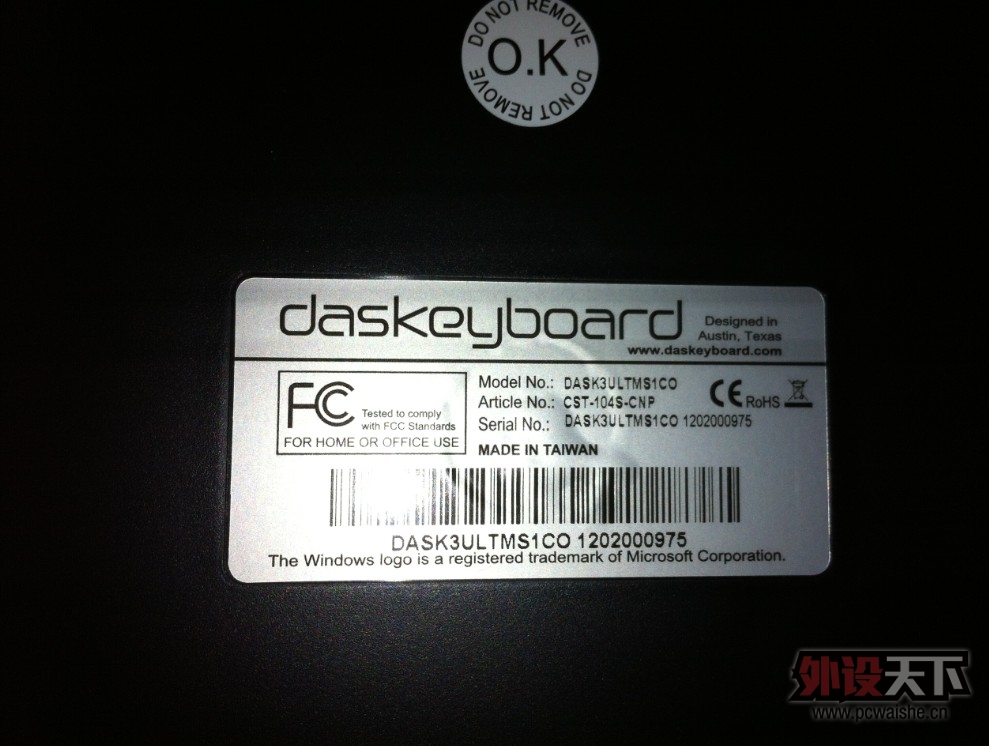 DO NOT REMOVE
O.K
DO NOT REMOVE
daskeyboard
Designed in
Austin, Texas
www.daskeyboard.com
FC
Tested to comply
with FCC Standards
FOR HOME OR OFFICE USE
Model No.: DASK3ULTMS1CO
Article No.: CST-104S-CNP
Serial No.: DASK3ULTMS1CO 1202000975
MADE IN TAIWAN
CE RoHS
DASK3ULTMS1CO 1202000975
The Windows logo is a registered trademark of Microsoft Corporation.
外设天下
www.pcwaishe.cn